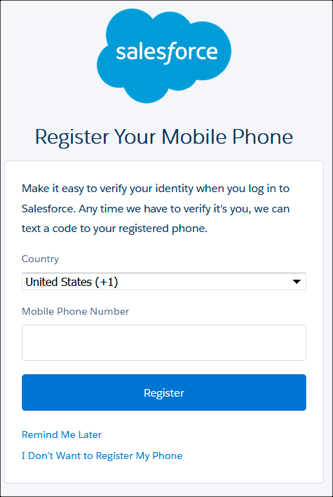 salesforce
Register Your Mobile Phone
Make it easy to verify your identity when you log in to
Salesforce. Any time we have to verify it's you, we can
text a code to your registered phone.
Country
United States (+1)
Mobile Phone Number
Register
Remind Me Later
I Don't Want to Register My Phone